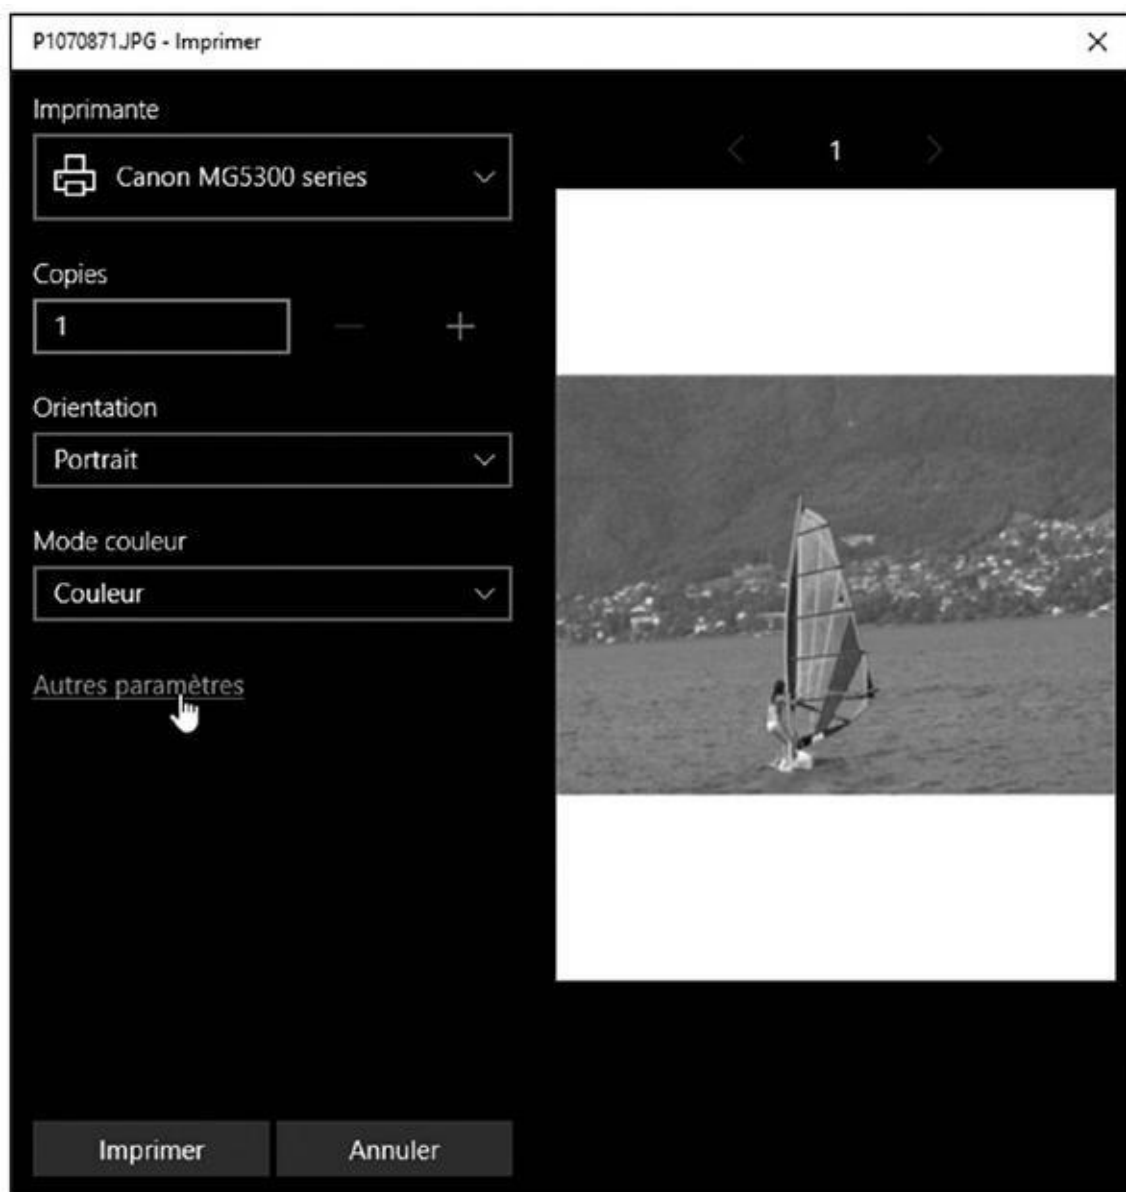 P1070871.JPG - Imprimer
Imprimante
Canon MG5300 series
1
Copies
1
Orientation
Portrait
Mode couleur
Couleur
Autres paramètres
Imprimer
Annuler